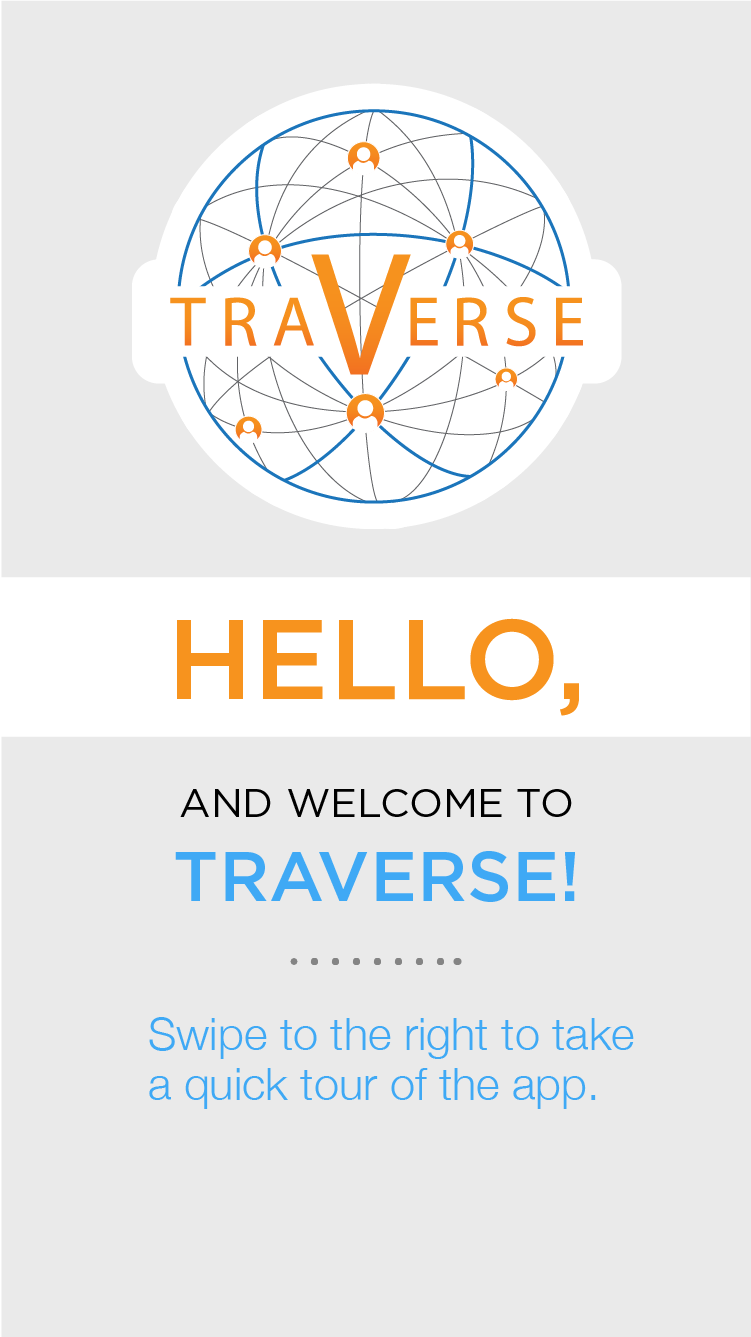 TRAVERSE
HELLO,
AND WELCOME TO
TRAVERSE!
Swipe to the right to take
a quick tour of the app.